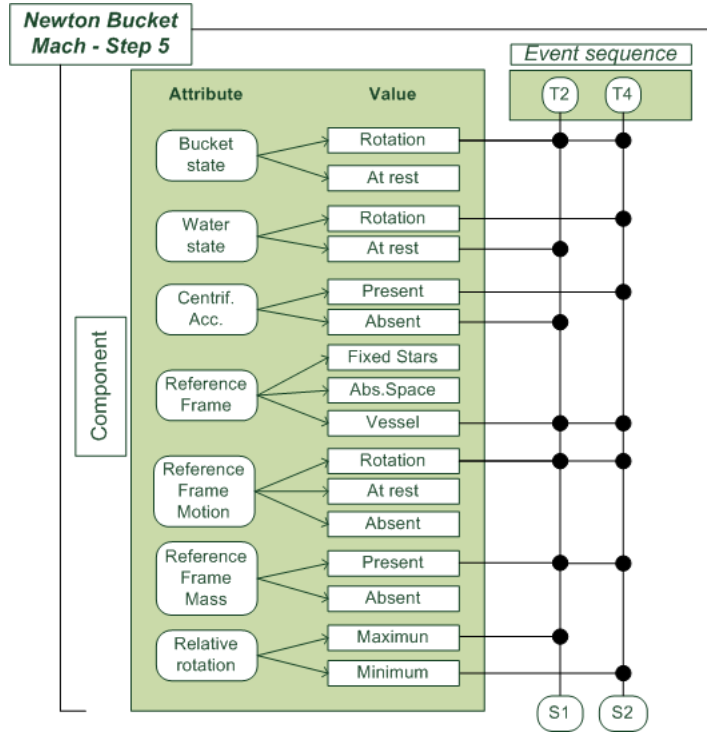 Newton Bucket
Mach - Step 5
Event sequence
Attribute Value T2 T4
Bucket
state
Rotation
At rest
Water
state
Rotation
At rest
Centrif.
Acc.
Present
Absent
Component
Reference
Frame
Fixed Stars
Abs.Space
Vessel
Reference
Frame
Motion
Rotation
At rest
Absent
Reference
Frame
Mass
Present
Absent
Relative
rotation
Maximun
Minimum
S1 S2